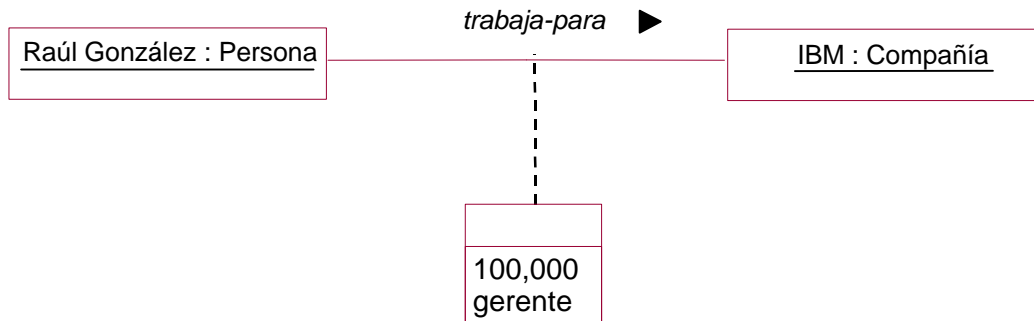 trabaja-para
Raúl González : Persona
IBM : Compañía
100,000
gerente